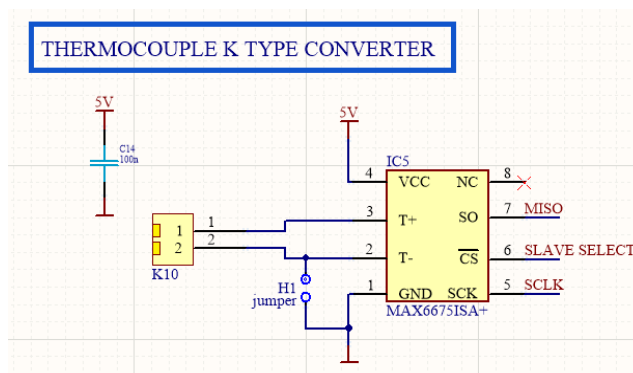 THERMOCOUPLE K TYPE CONVERTER
5V
C14
100n
5V
IC5
4
VCC
NC
8
3
T+
SO
7
MISO
1
1
2
2
K10
2
T-
CS
6
SLAVE SELECT
H1
jumper
1
GND
SCK
5
SCLK
MAX6675ISA+